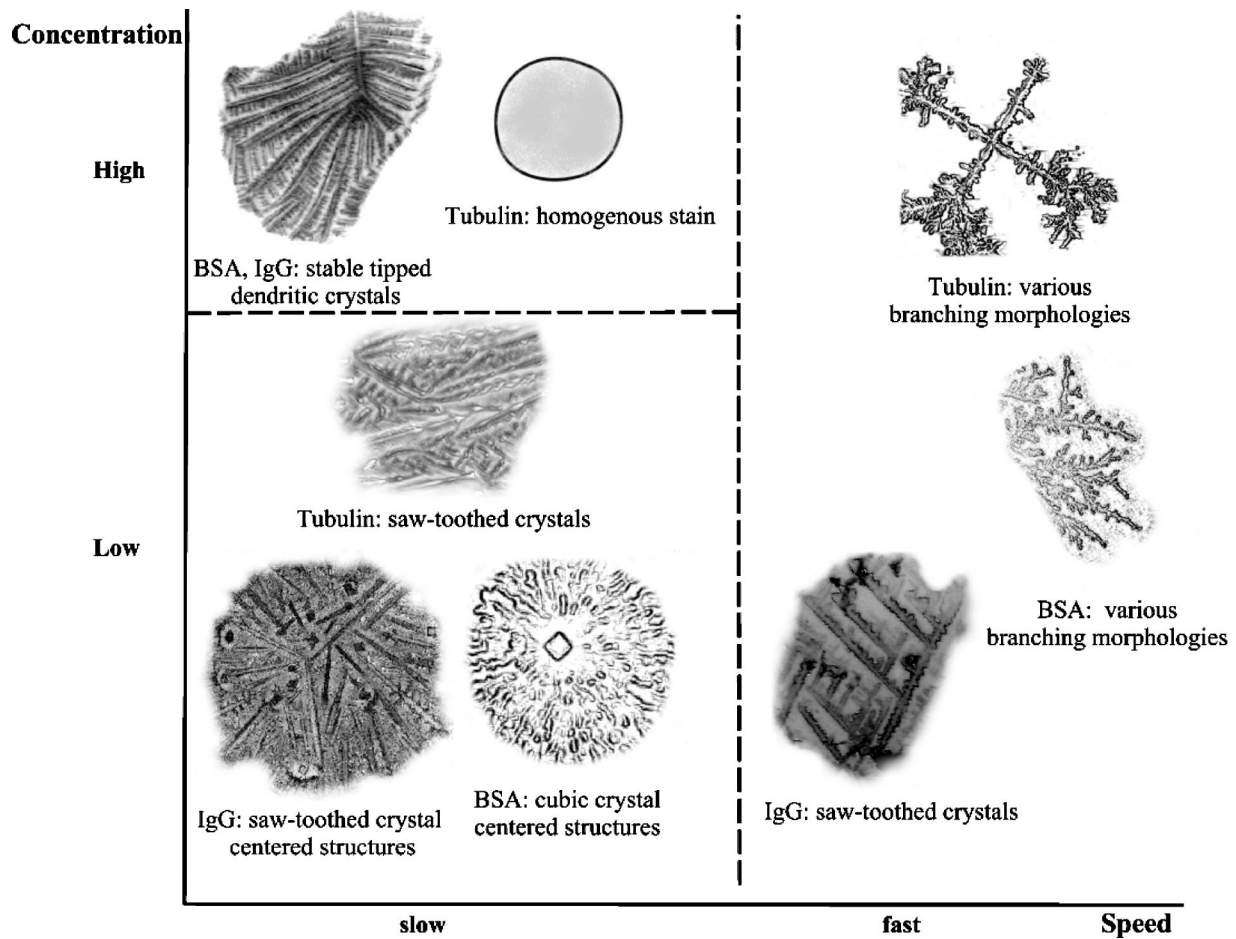 Concentration
High
BSA, IgG: stable tipped
dendritic crystals
Tubulin: homogenous stain
Tubulin: various
branching morphologies
Low
Tubulin: saw-toothed crystals
IgG: saw-toothed crystal
centered structures
BSA: cubic crystal
centered structures
BSA: various
branching morphologies
IgG: saw-toothed crystals
slow
fast
Speed